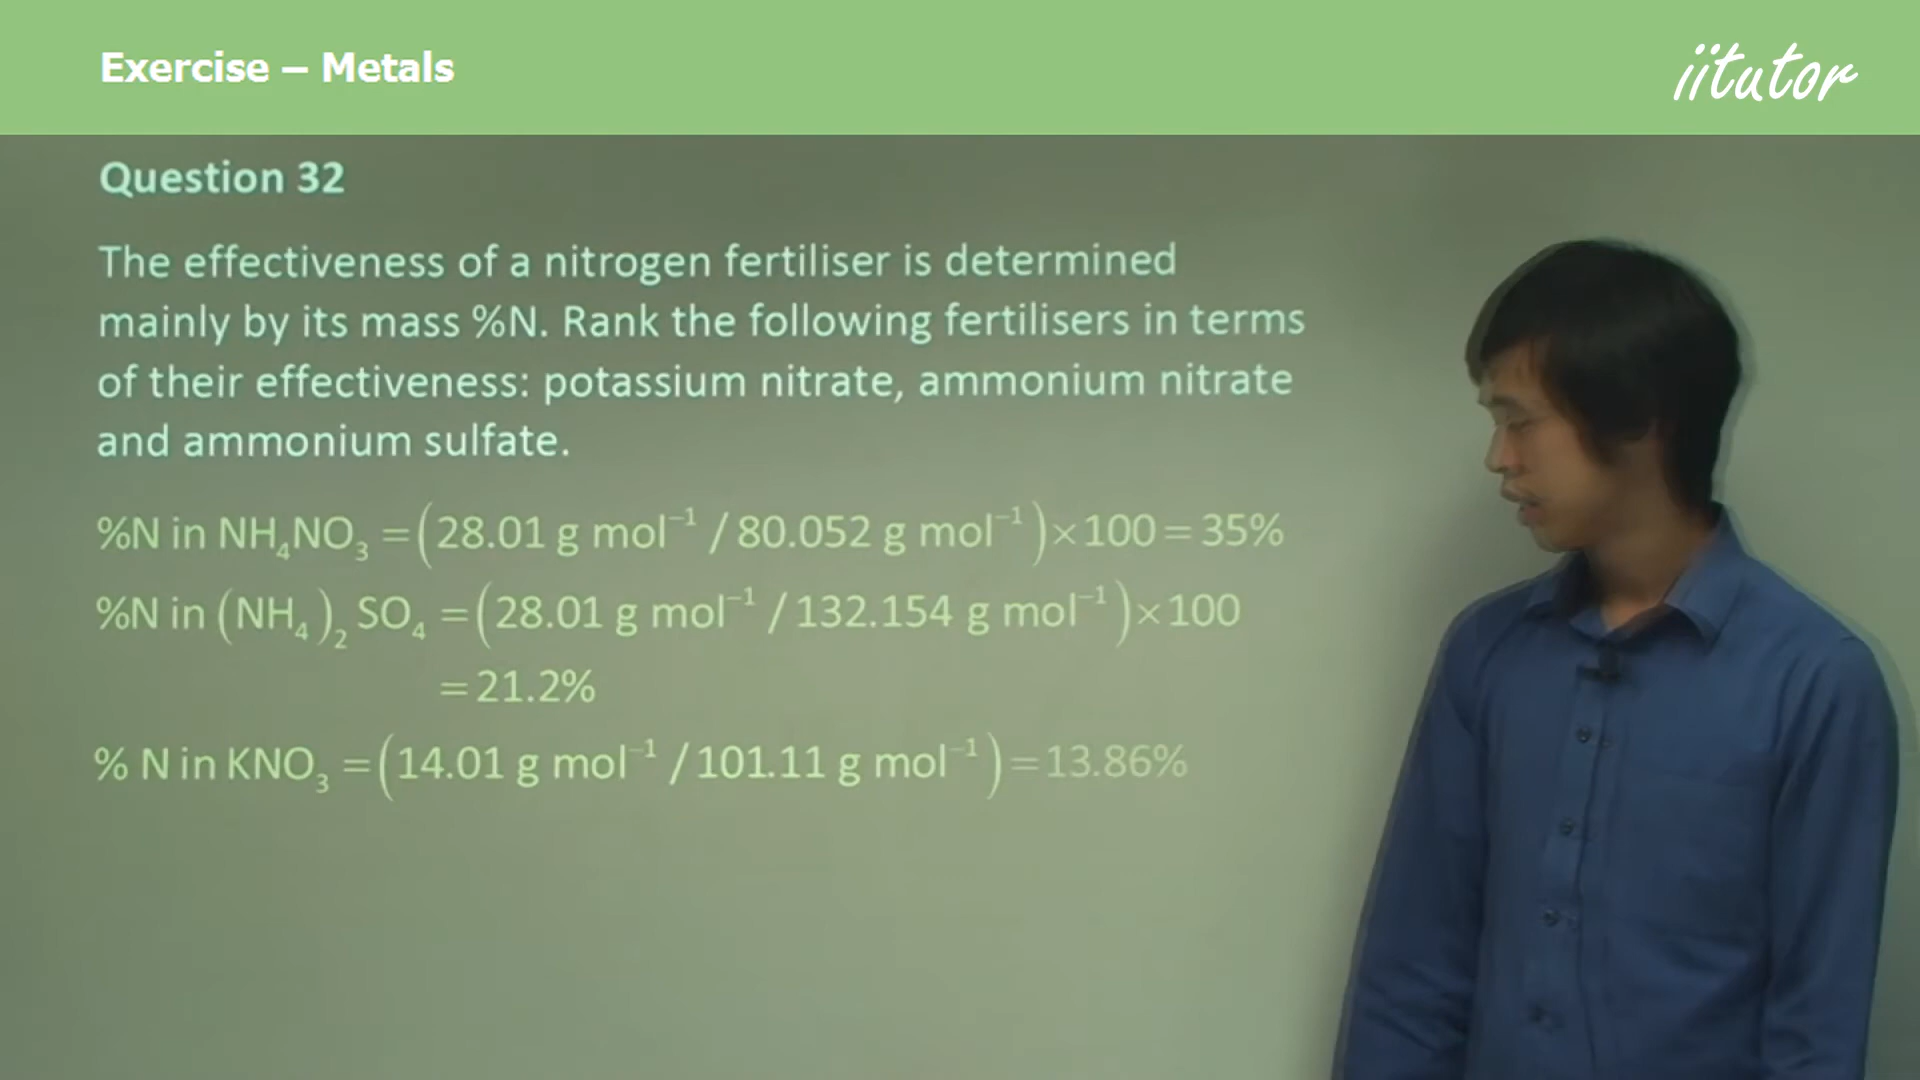 Exercise – Metals
iitutor
Question 32
The effectiveness of a nitrogen fertiliser is determined
mainly by its mass %N. Rank the following fertilisers in terms
of their effectiveness: potassium nitrate, ammonium nitrate
and ammonium sulfate.
%N in NH₄NO₃ = (28.01 g mol⁻¹ / 80.052 g mol⁻¹) × 100 = 35%
%N in (NH₄)₂ SO₄ = (28.01 g mol⁻¹ / 132.154 g mol⁻¹) × 100
= 21.2%
% N in KNO₃ = (14.01 g mol⁻¹ / 101.11 g mol⁻¹) = 13.86%